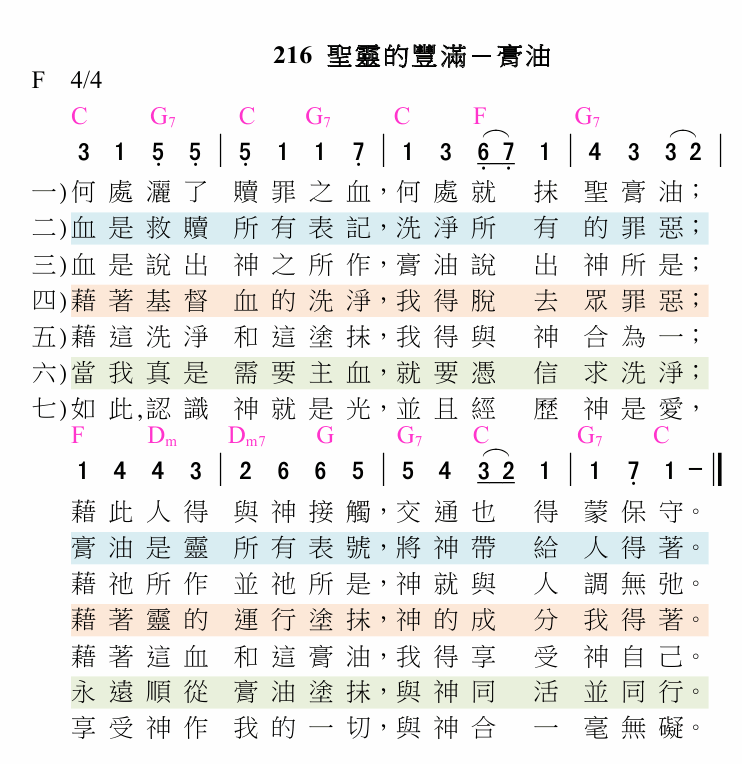 216 聖靈的豐滿－膏油
F 4/4
C G7 C G7 C F G7
3 1 5 5 | 5 1 1 7 | 1 3 6 7 1 | 4 3 3 2 |
一)何處灑了 贖罪之血，何處就 抹 聖膏油；
二)血是救贖 所有表記，洗淨所 有 的罪惡；
三)血是說出 神之所作，膏油說 出 神所是；
四)藉著基督 血的洗淨，我得脫 去 眾罪惡；
五)藉這洗淨 和這塗抹，我得與 神 合為一；
六)當我真是 需要主血，就要憑 信 求洗淨；
七)如此,認識 神就是光，並且經 歷 神是愛，
F Dm Dm7 G G7 C G7 C
1 4 4 3 | 2 6 6 5 | 5 4 3 2 1 | 1 7 1 － ‖
藉此人得 與神接觸，交通也 得 蒙保守。
膏油是靈 所有表號，將神帶 給 人得著。
藉祂所作 並祂所是，神就與 人 調無弛。
藉著靈的 運行塗抹，神的成 分 我得著。
藉著這血 和這膏油，我得享 受 神自己。
永遠順從 膏油塗抹，與神同 活 並同行。
享受神作 我的一切，與神合 一 毫無礙。